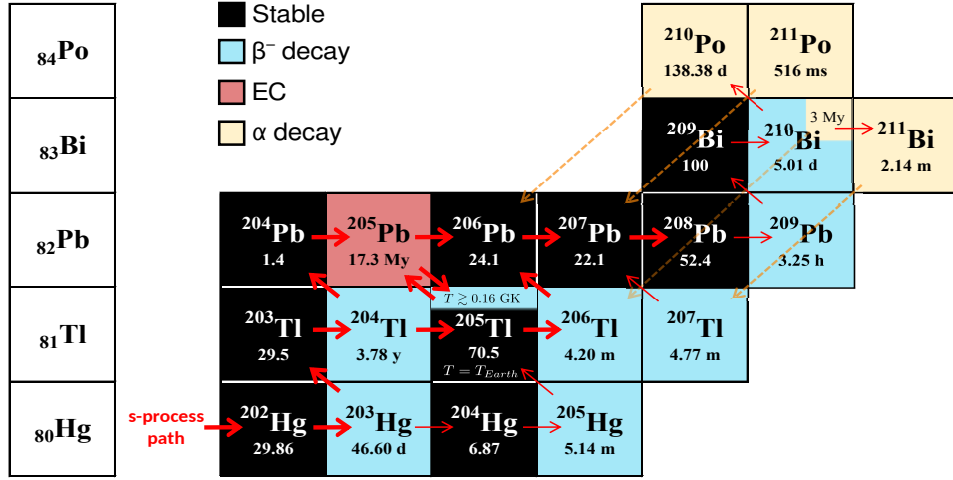 Stable
β⁻ decay
EC
α decay
₈₄Po
²¹⁰Po
138.38 d
²¹¹Po
516 ms
₈₃Bi
²⁰⁹Bi
100
²¹⁰Bi
5.01 d
3 My
²¹¹Bi
2.14 m
₈₂Pb
²⁰⁴Pb
1.4
²⁰⁵Pb
17.3 My
²⁰⁶Pb
24.1
²⁰⁷Pb
22.1
²⁰⁸Pb
52.4
²⁰⁹Pb
3.25 h
₈₁Tl
²⁰³Tl
29.5
²⁰⁴Tl
3.78 y
T ≳ 0.16 GK
²⁰⁵Tl
70.5
T = T_Earth
²⁰⁶Tl
4.20 m
²⁰⁷Tl
4.77 m
₈₀Hg
s-process
path
²⁰²Hg
29.86
²⁰³Hg
46.60 d
²⁰⁴Hg
6.87
²⁰⁵Hg
5.14 m